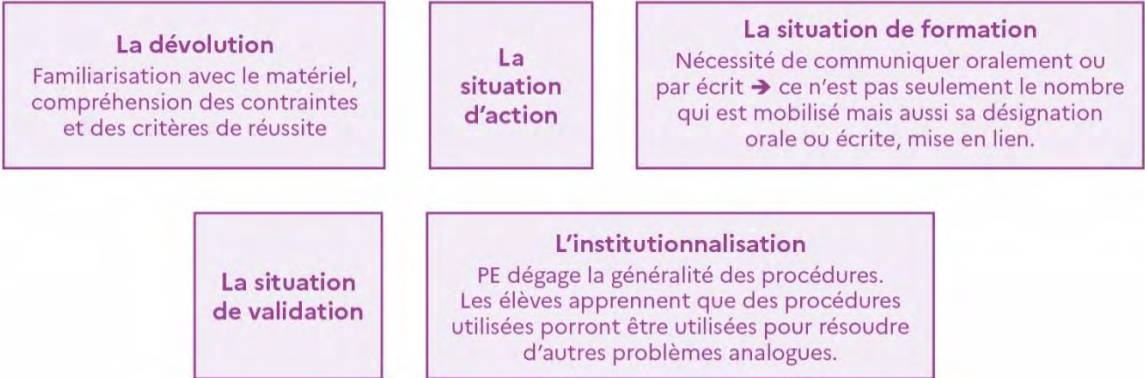 La dévolution
Familiarisation avec le matériel,
compréhension des contraintes
et des critères de réussite
La
situation
d'action
La situation de formation
Nécessité de communiquer oralement ou
par écrit ➔ ce n'est pas seulement le nombre
qui est mobilisé mais aussi sa désignation
orale ou écrite, mise en lien.
La situation
de validation
L'institutionnalisation
PE dégage la généralité des procédures.
Les élèves apprennent que des procédures
utilisées porront être utilisées pour résoudre
d'autres problèmes analogues.